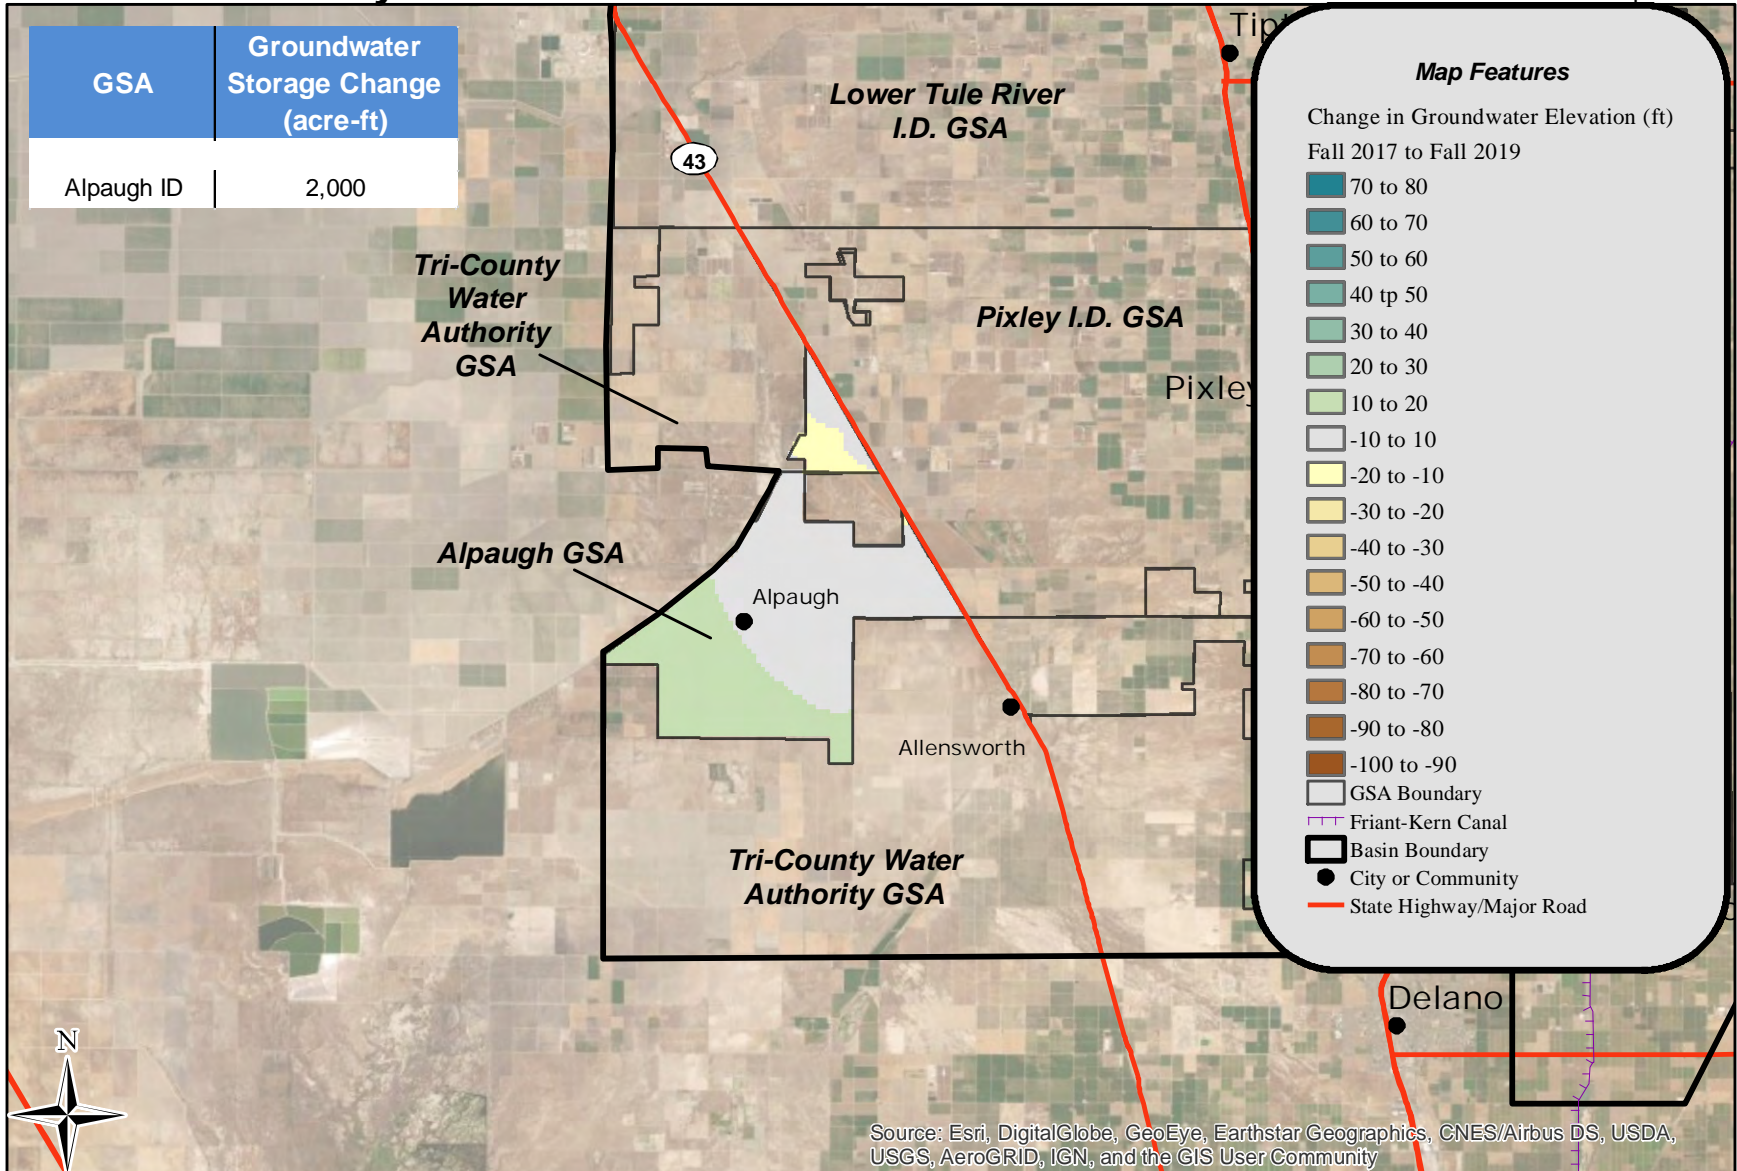 GSA
Groundwater
Storage Change
(acre-ft)
Alpaugh ID
2,000
Lower Tule River
I.D. GSA
43
Tri-County
Water
Authority
GSA
Pixley I.D. GSA
Pixley
Alpaugh GSA
Alpaugh
Allensworth
Tri-County Water
Authority GSA
Delano
N
Map Features
Change in Groundwater Elevation (ft)
Fall 2017 to Fall 2019
70 to 80
60 to 70
50 to 60
40 tp 50
30 to 40
20 to 30
10 to 20
-10 to 10
-20 to -10
-30 to -20
-40 to -30
-50 to -40
-60 to -50
-70 to -60
-80 to -70
-90 to -80
-100 to -90
GSA Boundary
Friant-Kern Canal
Basin Boundary
City or Community
State Highway/Major Road
Source: Esri, DigitalGlobe, GeoEye, Earthstar Geographics, CNES/Airbus DS, USDA,
USGS, AeroGRID, IGN, and the GIS User Community